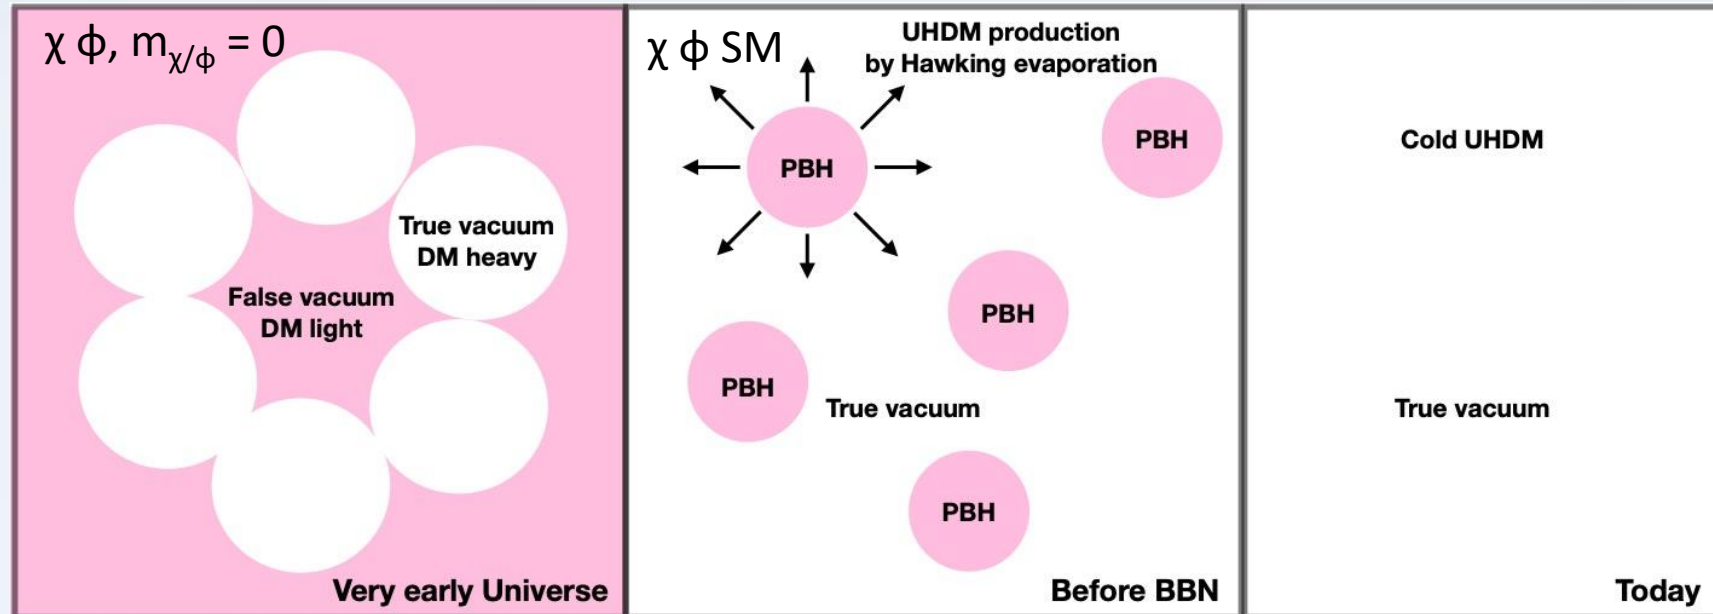 χ ϕ, mχ/ϕ = 0
True vacuum
DM heavy
False vacuum
DM light
Very early Universe
χ ϕ SM
UHDM production
by Hawking evaporation
PBH
PBH
PBH
PBH
True vacuum
PBH
Before BBN
Cold UHDM
True vacuum
Today